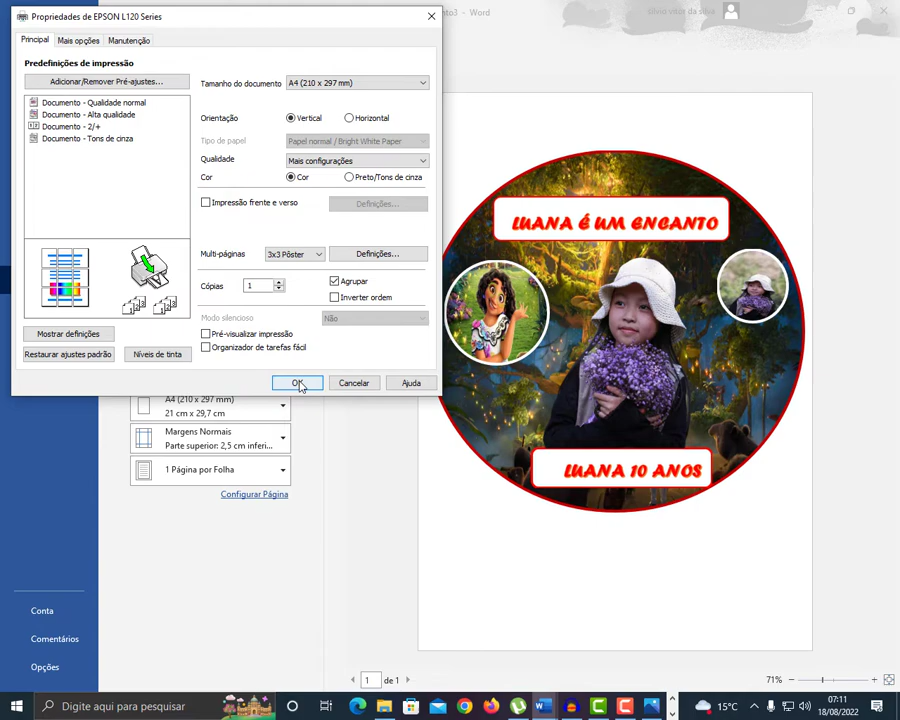 Propriedades de EPSON L120 Series
nto3 - Word
silvio vitor da silva
Principal
Mais opções
Manutenção
Predefinições de impressão
Adicionar/Remover Pré-ajustes...
Documento - Qualidade normal
Documento - Alta qualidade
Documento - 2/+
Documento - Tons de cinza
Tamanho do documento
A4 (210 x 297 mm)
Orientação
Vertical
Horizontal
Tipo de papel
Papel normal / Bright White Paper
Qualidade
Mais configurações
Cor
Cor
Preto/Tons de cinza
Impressão frente e verso
Definições...
Multi-páginas
3x3 Pôster
Definições...
Cópias
1
Agrupar
Inverter ordem
Modo silencioso
Não
Pré-visualizar impressão
Organizador de tarefas fácil
Mostrar definições
Restaurar ajustes padrão
Níveis de tinta
OK
Cancelar
Ajuda
A4 (210 x 297 mm)
21 cm x 29,7 cm
Margens Normais
Parte superior: 2,5 cm inferi...
1 Página por Folha
Configurar Página
Conta
Comentários
Opções
LUANA É UM ENCANTO
LUANA 10 ANOS
1 de 1
71%
Digite aqui para pesquisar
15°C
07:11
18/08/2022